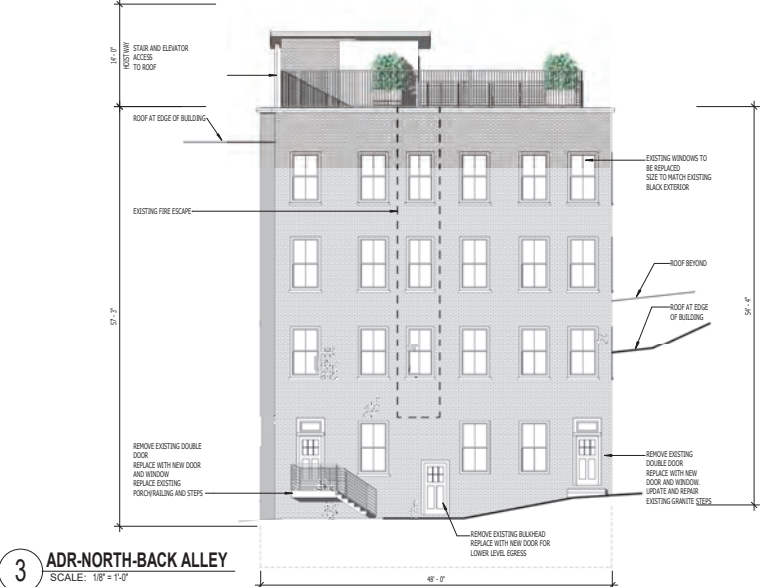 14' - 0"
HOISTWAY
STAIR AND ELEVATOR
ACCESS
TO ROOF
ROOF AT EDGE OF BUILDING
EXISTING WINDOWS TO
BE REPLACED
SIZE TO MATCH EXISTING
BLACK EXTERIOR
EXISTING FIRE ESCAPE
ROOF BEYOND
ROOF AT EDGE
OF BUILDING
57' - 3"
54' - 4"
REMOVE EXISTING DOUBLE
DOOR
REPLACE WITH NEW DOOR
AND WINDOW
REPLACE EXISTING
PORCH/RAILING AND STEPS
REMOVE EXISTING
DOUBLE DOOR
REPLACE WITH NEW
DOOR AND WINDOW.
UPDATE AND REPAIR
EXISTING GRANITE STEPS
REMOVE EXISTING BULKHEAD
REPLACE WITH NEW DOOR FOR
LOWER LEVEL EGRESS
3
ADR-NORTH-BACK ALLEY
SCALE: 1/8" = 1'-0"
48' - 0"